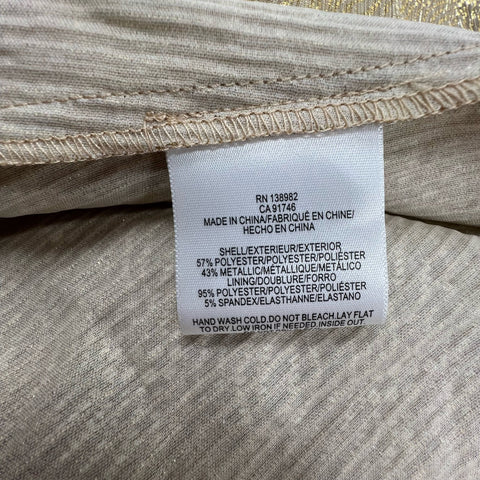 RN 138982
CA 91746
MADE IN CHINA/FABRIQUÉ EN CHINE/
HECHO EN CHINA
SHELL/EXTERIEUR/EXTERIOR
57% POLYESTER/POLYESTER/POLIÉSTER
43% METALLIC/MÉTALLIQUE/METÁLICO
LINING/DOUBLURE/FORRO
95% POLYESTER/POLYESTER/POLIÉSTER
5% SPANDEX/ELASTHANNE/ELASTANO
HAND WASH COLD.DO NOT BLEACH.LAY FLAT
TO DRY.LOW IRON IF NEEDED.INSIDE OUT.